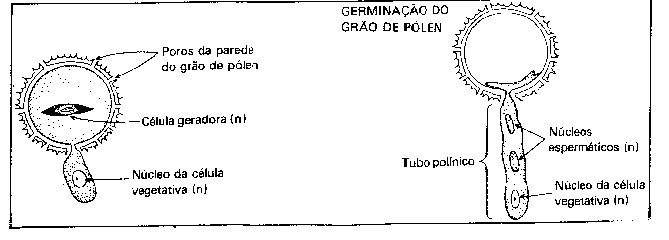 GERMINAÇÃO DO
GRÃO DE PÓLEN
Poros da parede
do grão de pólen
Célula geradora (n)
Núcleo da célula
vegetativa (n)
Tubo polínico
Núcleos
espermáticos (n)
Núcleo da célula
vegetativa (n)